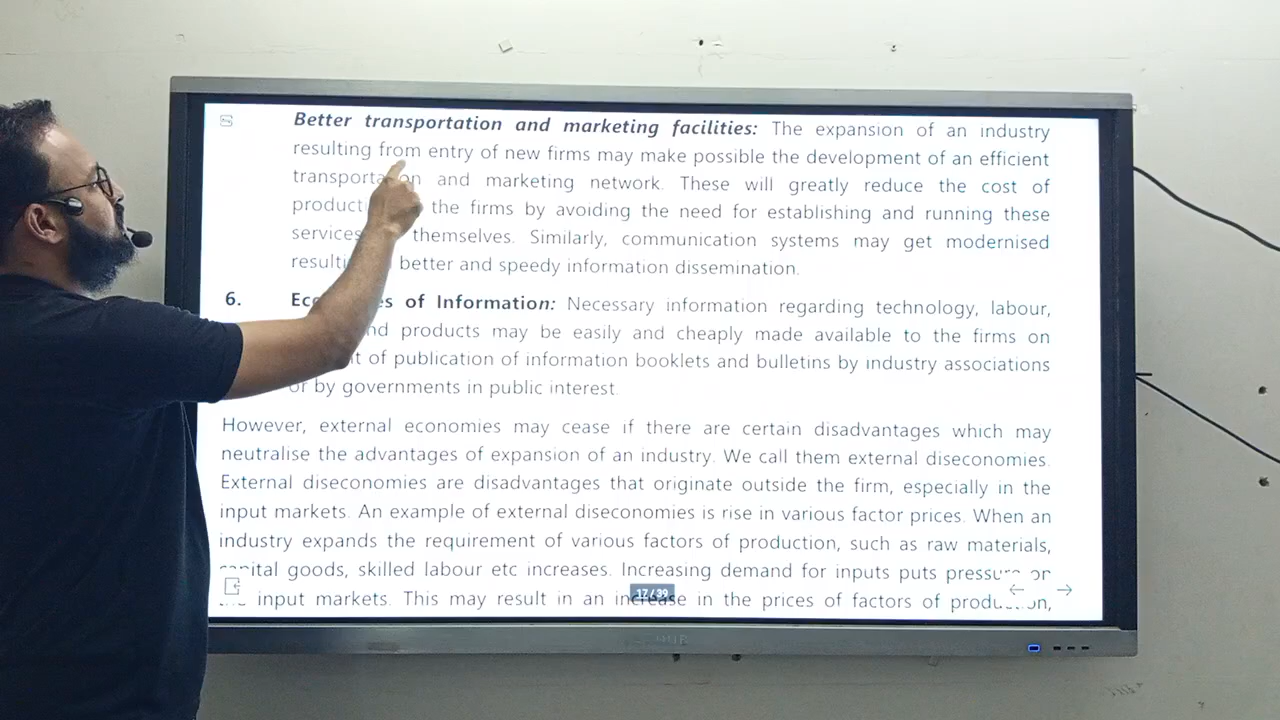 Better transportation and marketing facilities: The expansion of an industry
resulting from entry of new firms may make possible the development of an efficient
and marketing network. These will greatly reduce the cost of
the firms by avoiding the need for establishing and running these
services themselves. Similarly, communication systems may get modernised
better and speedy information dissemination.
6. of Information: Necessary information regarding technology, labour,
products may be easily and cheaply made available to the firms on
of publication of information booklets and bulletins by industry associations
or by governments in public interest.
However, external economies may cease if there are certain disadvantages which may
neutralise the advantages of expansion of an industry. We call them external diseconomies.
External diseconomies are disadvantages that originate outside the firm, especially in the
input markets. An example of external diseconomies is rise in various factor prices. When an
industry expands the requirement of various factors of production, such as raw materials,
goods, skilled labour etc increases. Increasing demand for inputs puts pressure on
input markets. This may result in an increase in the prices of factors of production,
17/39